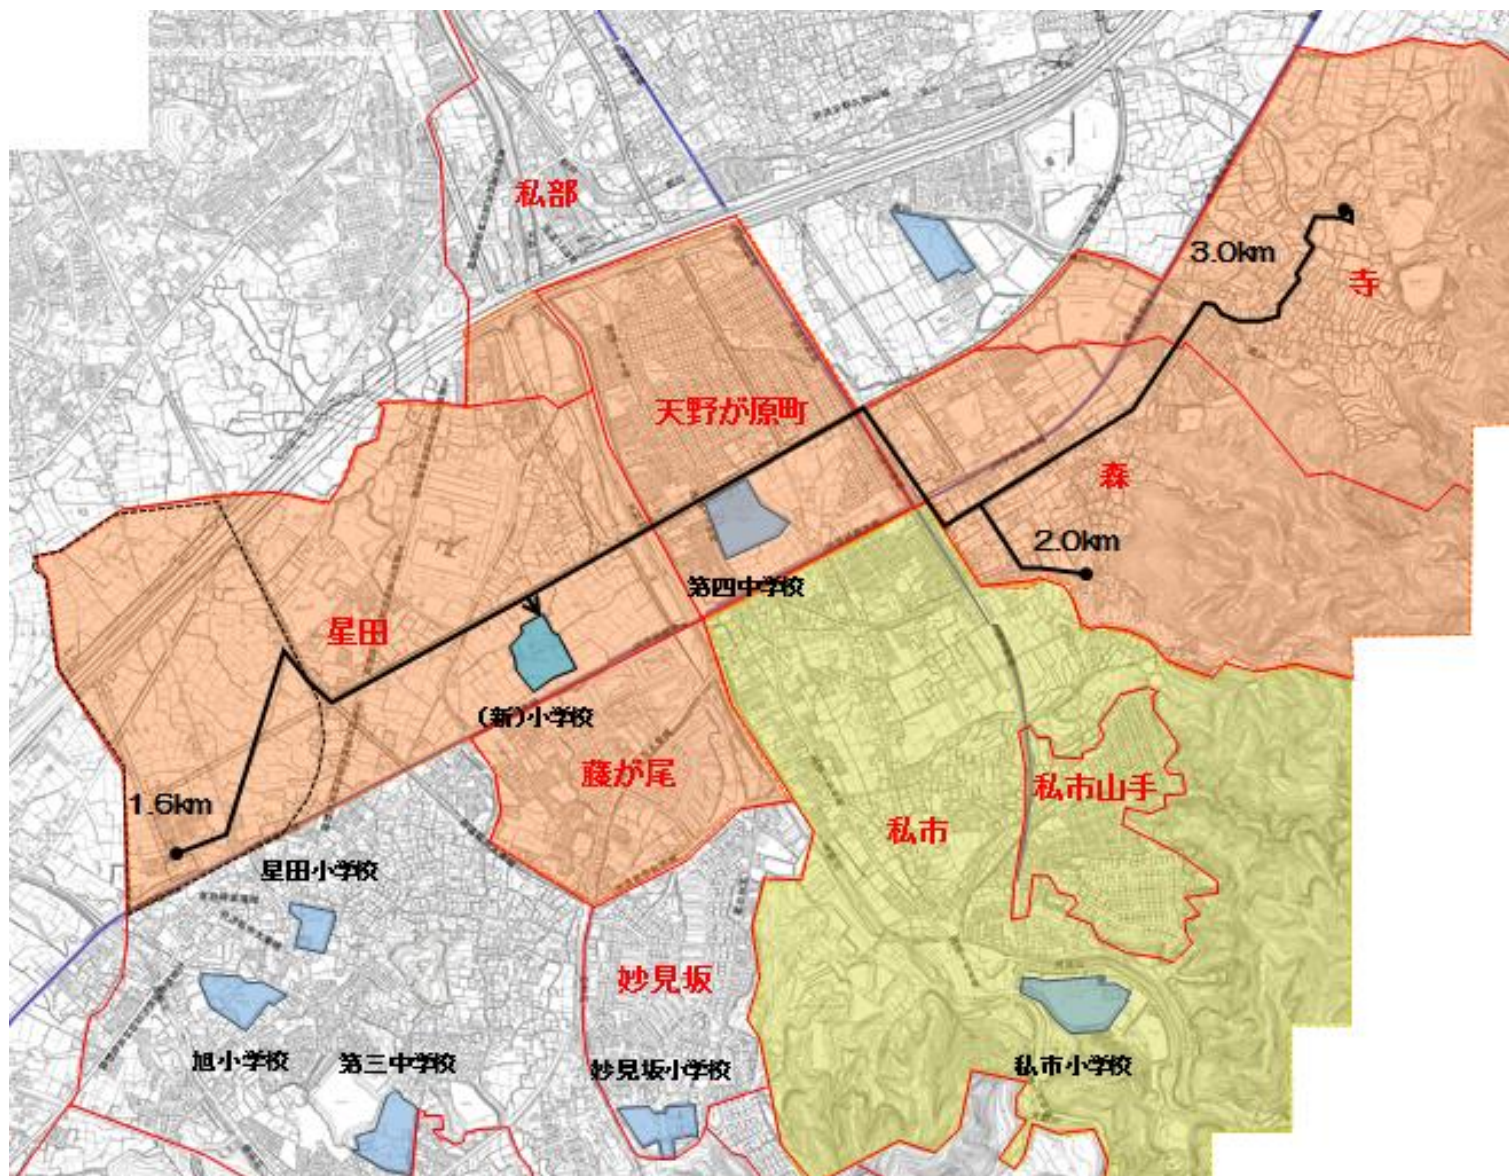 私部
3.0km
寺
天野が原町
森
2.0km
第四中学校
星田
(新)小学校
藤が尾
私市山手
1.6km
私市
星田小学校
妙見坂
旭小学校
第三中学校
妙見坂小学校
私市小学校